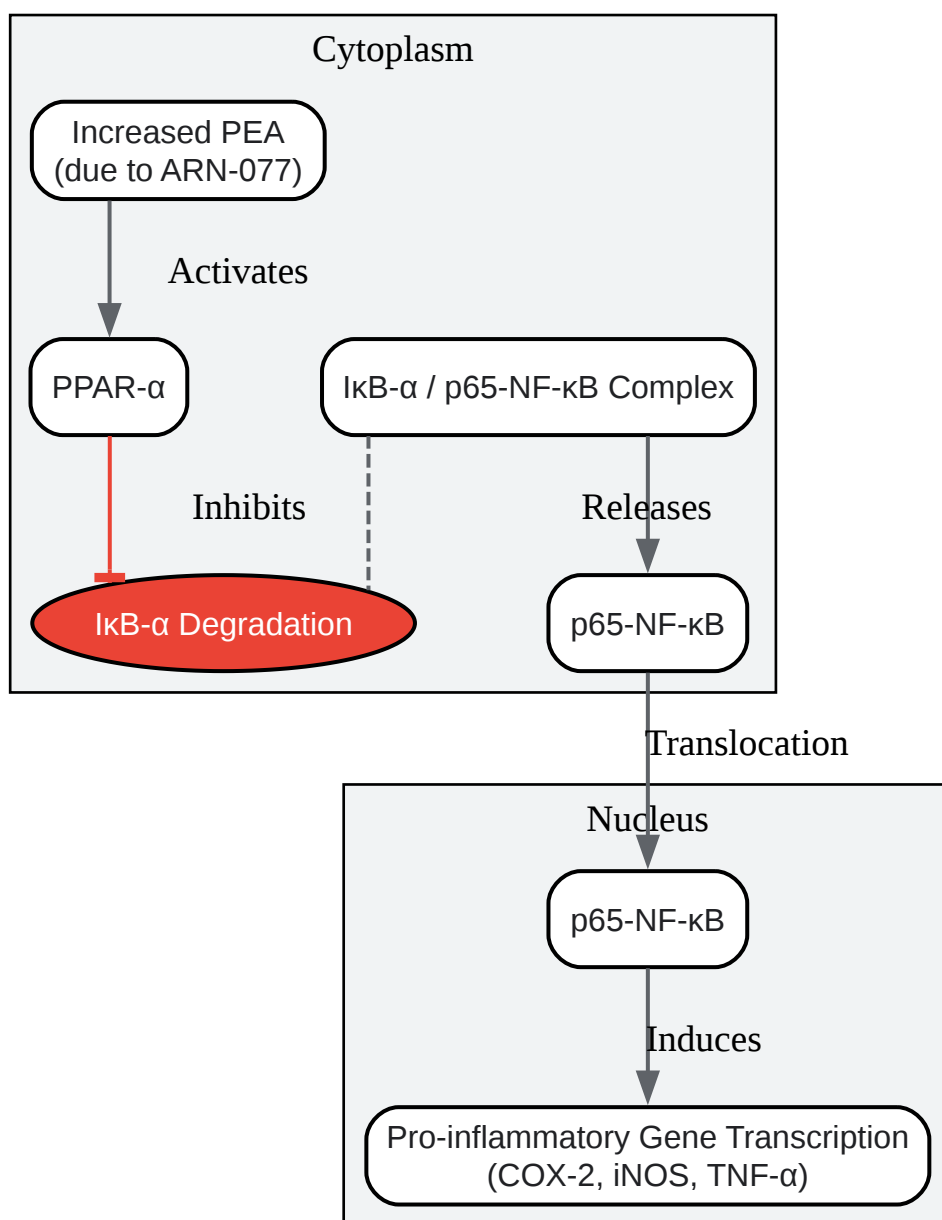 Cytoplasm
Increased PEA
(due to ARN-077)
Activates
PPAR-α
IκB-α / p65-NF-κB Complex
Inhibits
Releases
IκB-α Degradation
p65-NF-κB
Translocation
Nucleus
p65-NF-κB
Induces
Pro-inflammatory Gene Transcription
(COX-2, iNOS, TNF-α)